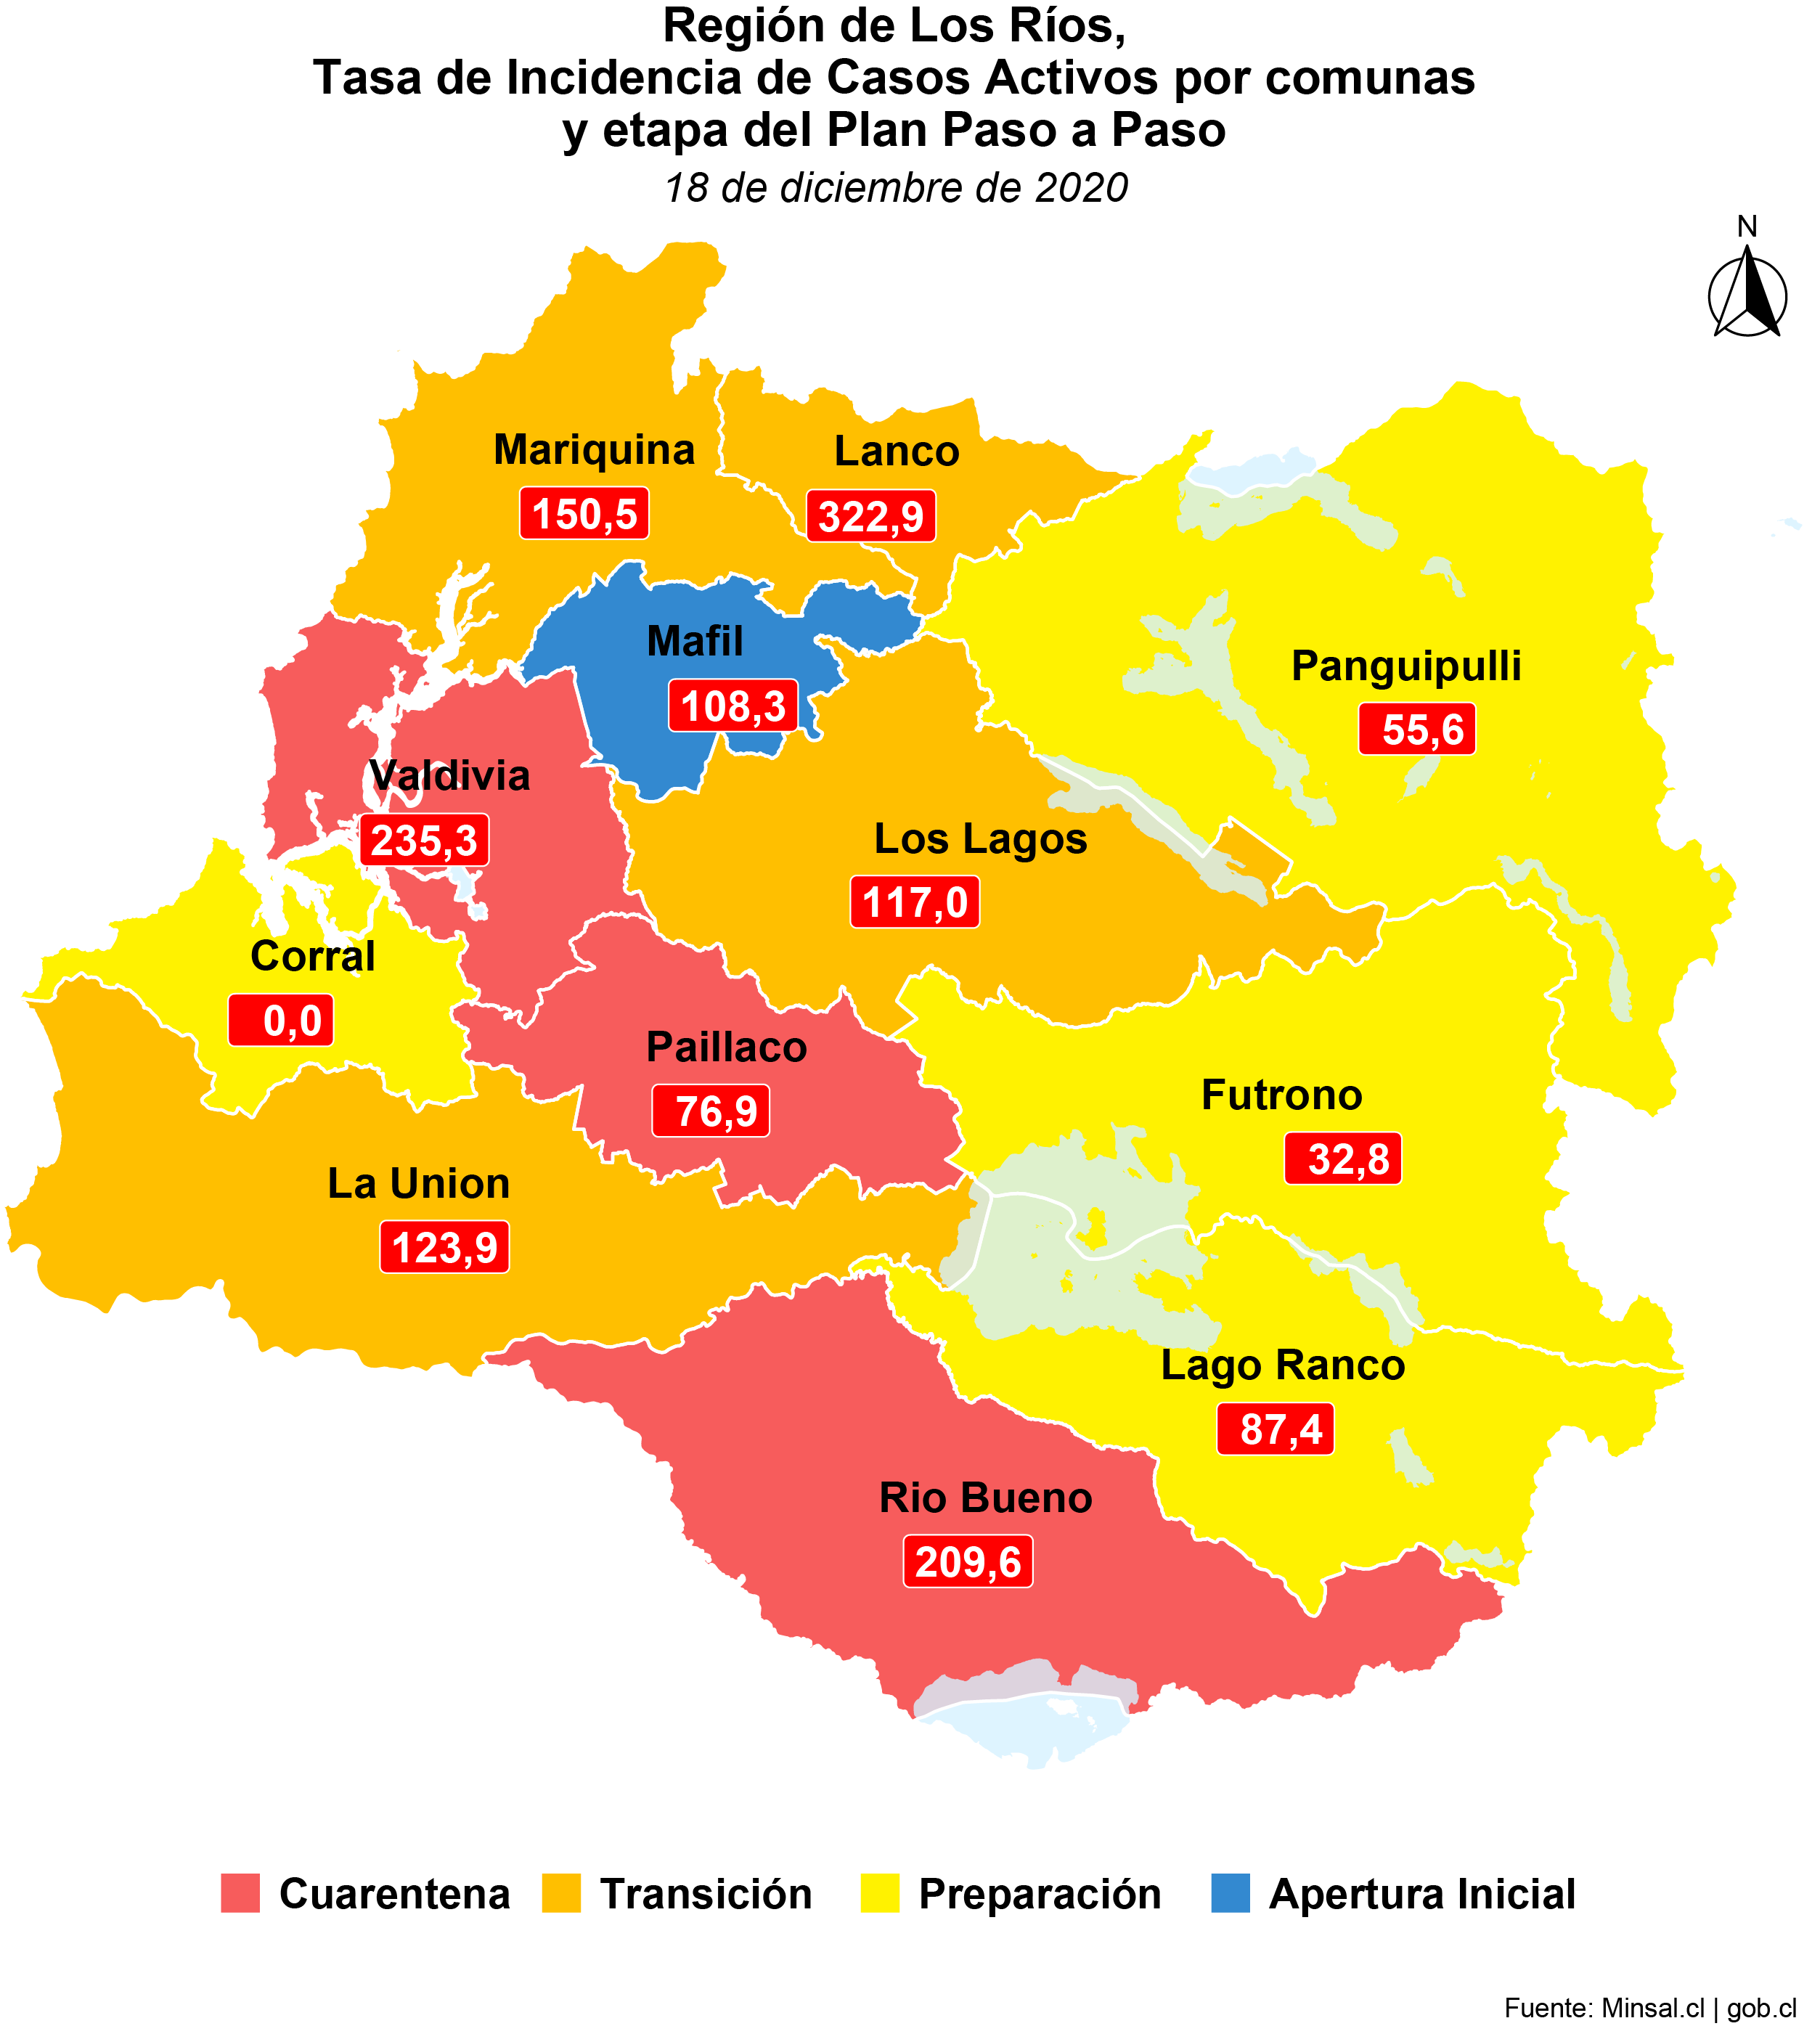 Región de Los Ríos,
Tasa de Incidencia de Casos Activos por comunas
y etapa del Plan Paso a Paso
18 de diciembre de 2020
N
Mariquina
150,5
Lanco
322,9
Mafil
108,3
Panguipulli
55,6
Valdivia
235,3
Los Lagos
117,0
Corral
0,0
Paillaco
76,9
Futrono
32,8
La Union
123,9
Lago Ranco
87,4
Rio Bueno
209,6
Cuarentena
Transición
Preparación
Apertura Inicial
Fuente: Minsal.cl | gob.cl